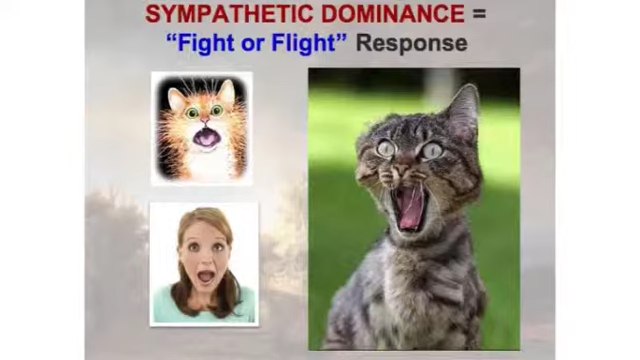 SYMPATHETIC DOMINANCE =
“Fight or Flight” Response